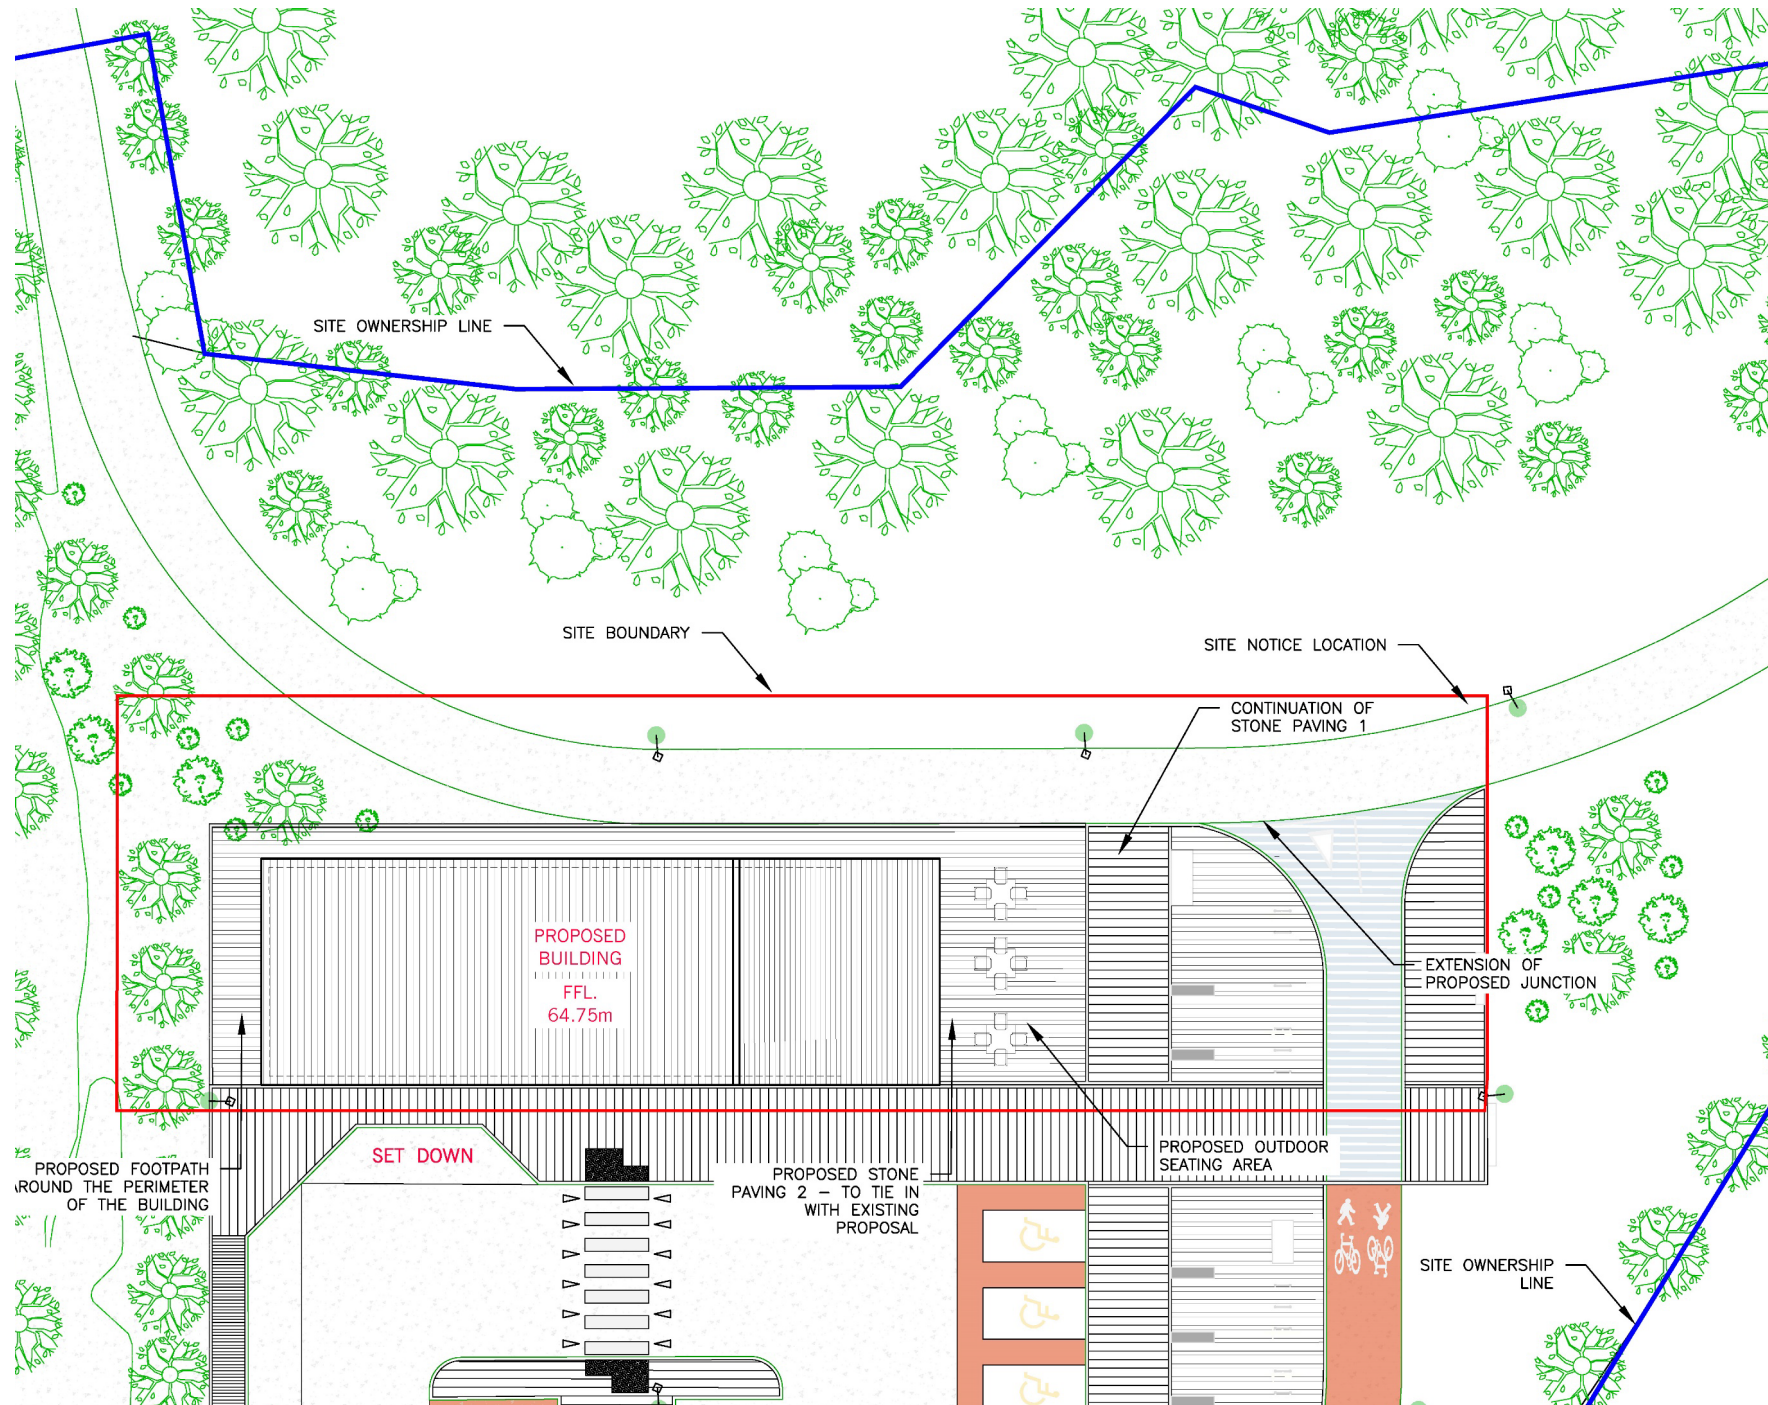 SITE OWNERSHIP LINE
SITE BOUNDARY
SITE NOTICE LOCATION
CONTINUATION OF
STONE PAVING 1
PROPOSED
BUILDING
FFL.
64.75m
EXTENSION OF
PROPOSED JUNCTION
SET DOWN
PROPOSED FOOTPATH
AROUND THE PERIMETER
OF THE BUILDING
PROPOSED STONE
PAVING 2 – TO TIE IN
WITH EXISTING
PROPOSAL
PROPOSED OUTDOOR
SEATING AREA
SITE OWNERSHIP
LINE